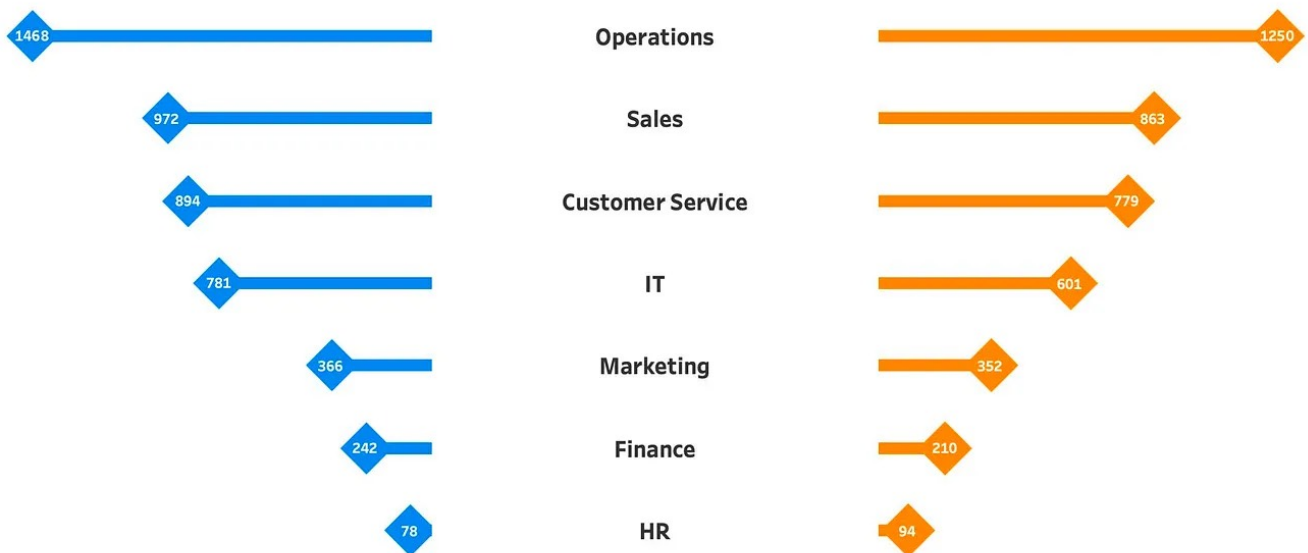 1468 Operations 1250
972 Sales 863
894 Customer Service 779
781 IT 601
366 Marketing 352
242 Finance 210
78 HR 94